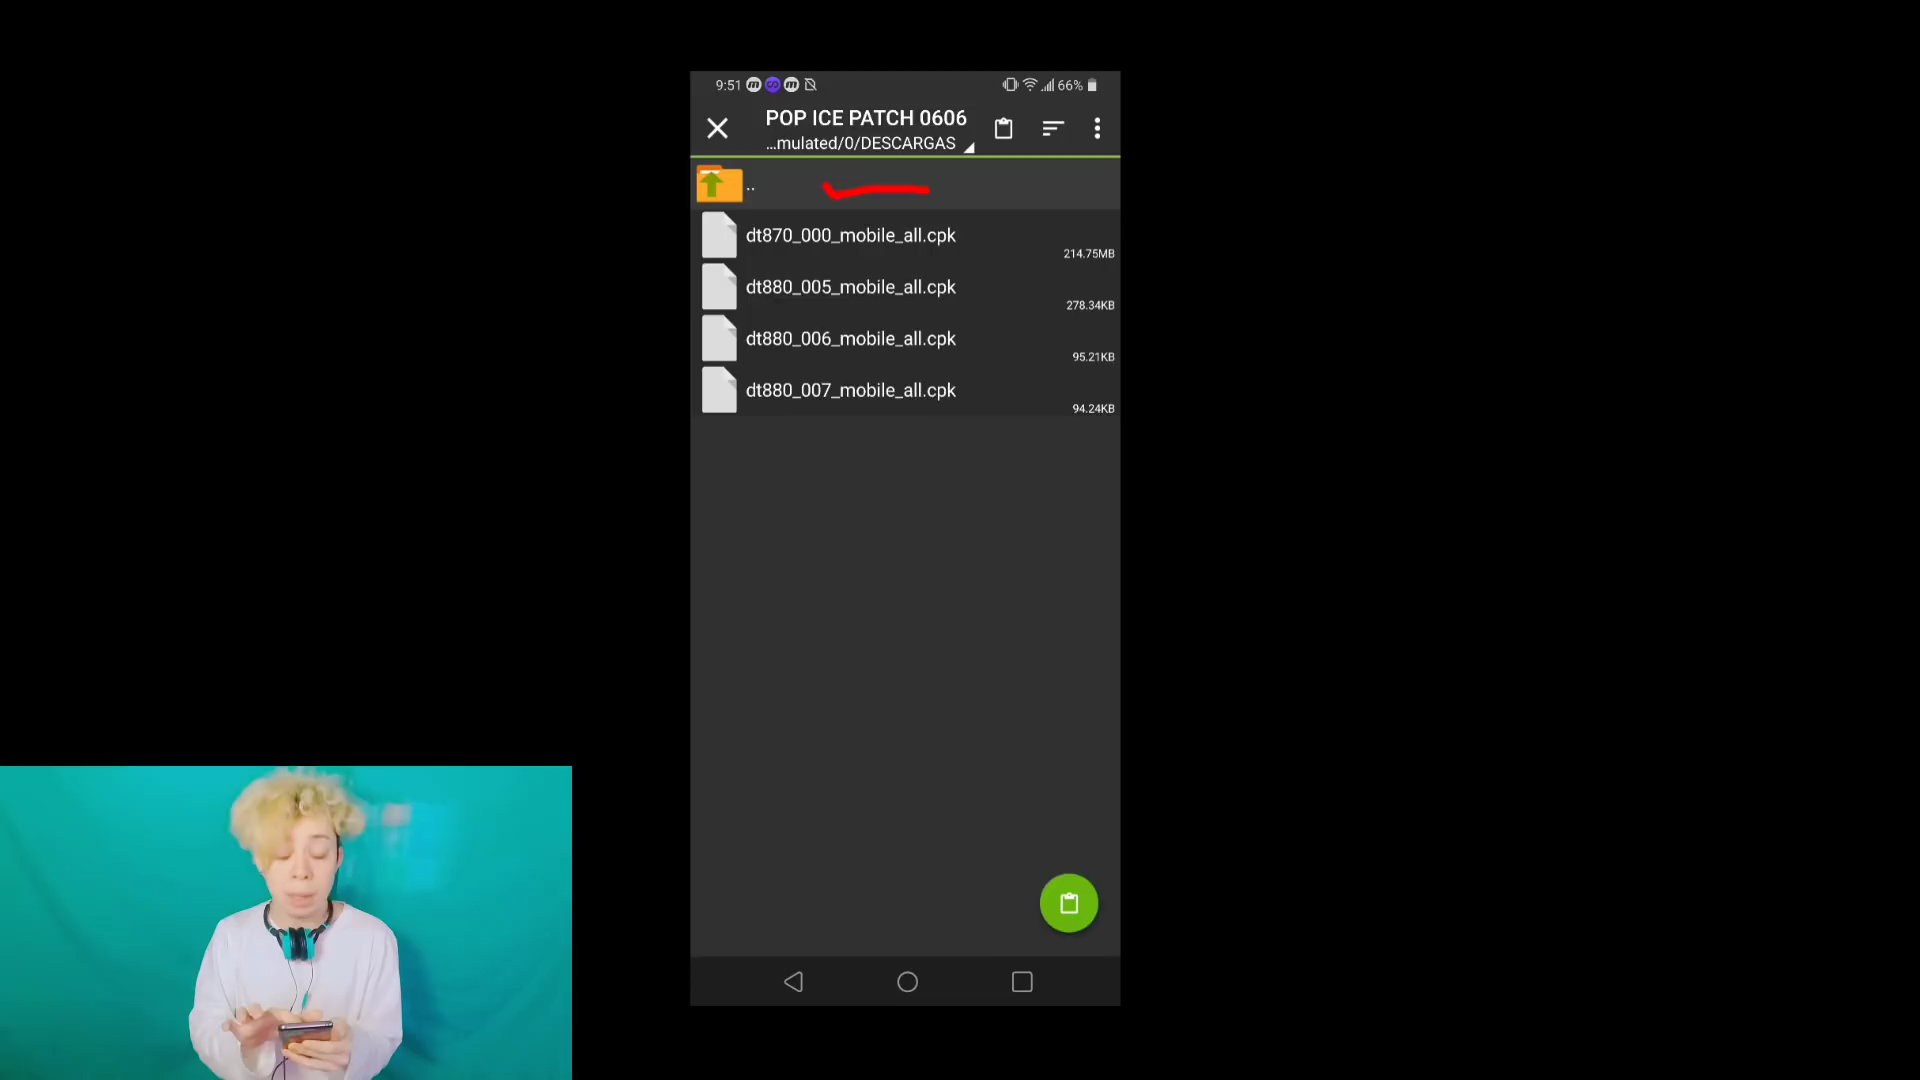 9:51
66%
POP ICE PATCH 0606
...mulated/0/DESCARGAS
..
dt870_000_mobile_all.cpk
214.75MB
dt880_005_mobile_all.cpk
278.34KB
dt880_006_mobile_all.cpk
95.21KB
dt880_007_mobile_all.cpk
94.24KB